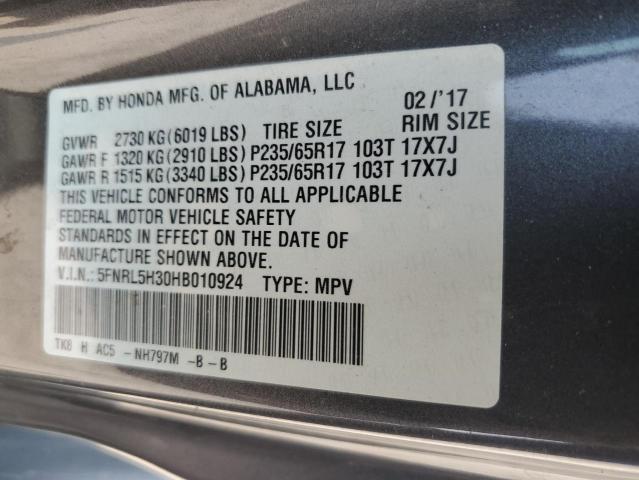 MFD. BY HONDA MFG. OF ALABAMA, LLC 02/'17
GVWR 2730 KG(6019 LBS) TIRE SIZE RIM SIZE
GAWR F 1320 KG(2910 LBS) P235/65R17 103T 17X7J
GAWR R 1515 KG(3340 LBS) P235/65R17 103T 17X7J
THIS VEHICLE CONFORMS TO ALL APPLICABLE
FEDERAL MOTOR VEHICLE SAFETY
STANDARDS IN EFFECT ON THE DATE OF
MANUFACTURE SHOWN ABOVE.
V.I.N.: 5FNRL5H30HB010924 TYPE: MPV
TK8 H AC5 -NH797M -B-B